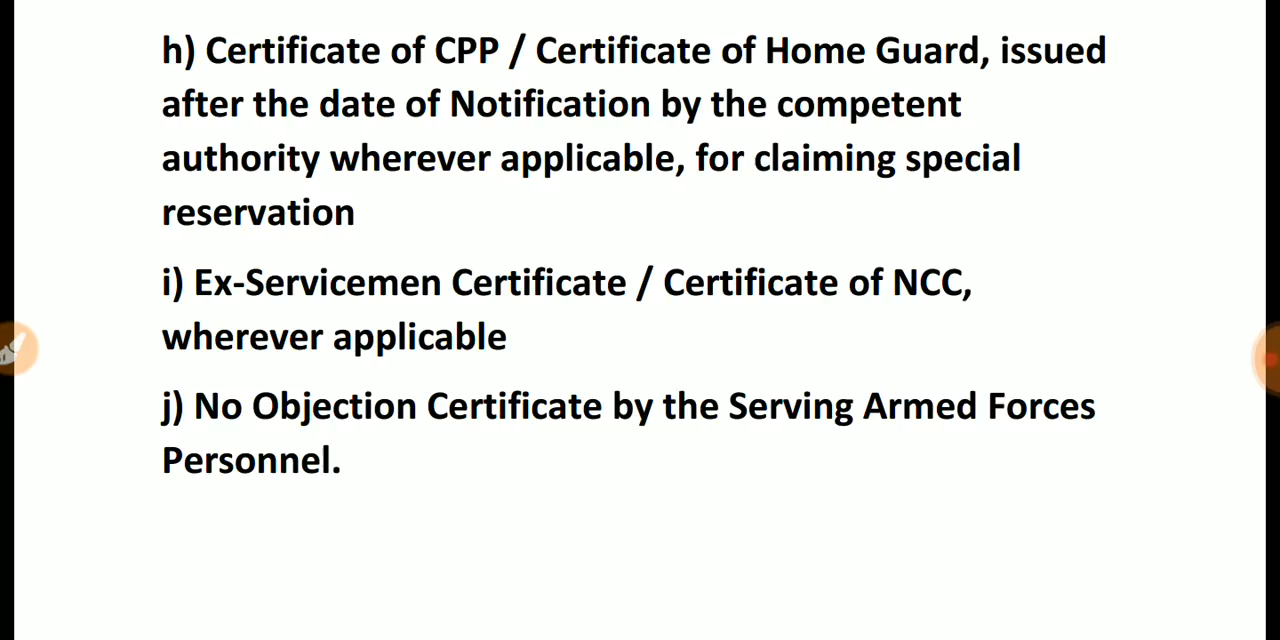 h) Certificate of CPP / Certificate of Home Guard, issued
after the date of Notification by the competent
authority wherever applicable, for claiming special
reservation
i) Ex-Servicemen Certificate / Certificate of NCC,
wherever applicable
j) No Objection Certificate by the Serving Armed Forces
Personnel.